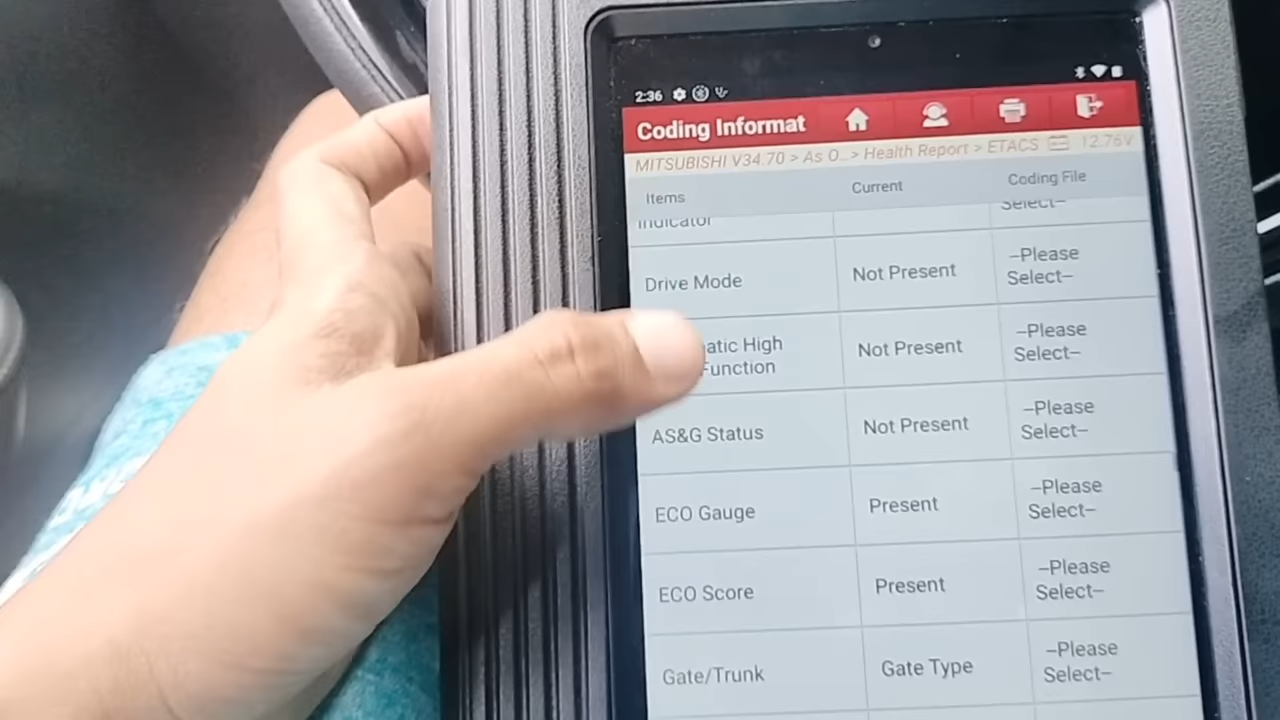 2:36
Coding Informat
MITSUBISHI V34.70 > As O... > Health Report > ETACS 12.76V
Items Current Coding File
Indicator Select–
Drive Mode Not Present –Please
Select–
atic High Not Present –Please
Function Select–
AS&G Status Not Present –Please
Select–
ECO Gauge Present –Please
Select–
ECO Score Present –Please
Select–
Gate/Trunk Gate Type –Please
Select–